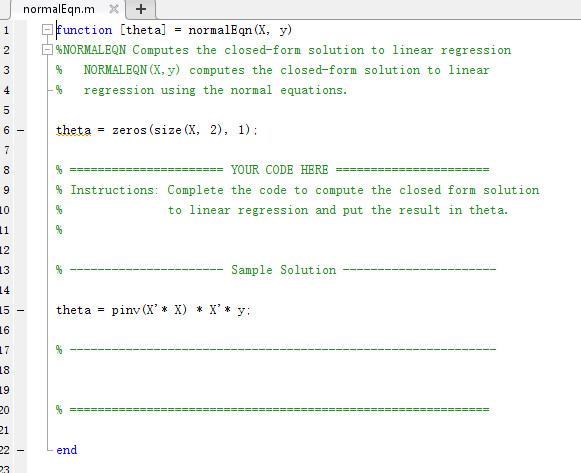 normalEqn.m
1 function [theta] = normalEqn(X, y)
2 %NORMALEQN Computes the closed-form solution to linear regression
3 %   NORMALEQN(X,y) computes the closed-form solution to linear
4 %   regression using the normal equations.
5
6 theta = zeros(size(X, 2), 1);
7
8 % ====================== YOUR CODE HERE ======================
9 % Instructions: Complete the code to compute the closed form solution
10 %               to linear regression and put the result in theta.
11 %
12
13 % ---------------------- Sample Solution ----------------------
14
15 theta = pinv(X'* X) * X'* y;
16
17 % -------------------------------------------------------------
18
19
20 % ============================================================
21
22 end
23